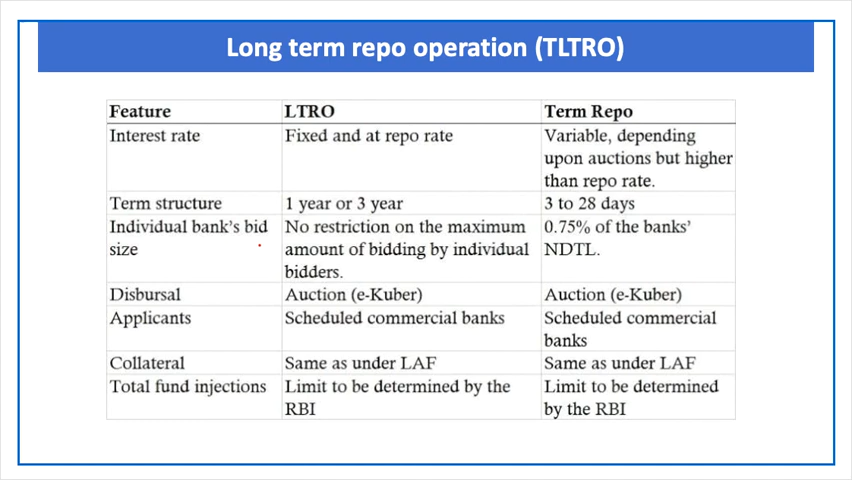 Long term repo operation (TLTRO)
Feature LTRO Term Repo
Interest rate Fixed and at repo rate Variable, depending
upon auctions but higher
than repo rate.
Term structure 1 year or 3 year 3 to 28 days
Individual bank's bid No restriction on the maximum 0.75% of the banks'
size amount of bidding by individual NDTL.
bidders.
Disbursal Auction (e-Kuber) Auction (e-Kuber)
Applicants Scheduled commercial banks Scheduled commercial
banks
Collateral Same as under LAF Same as under LAF
Total fund injections Limit to be determined by the Limit to be determined
RBI by the RBI